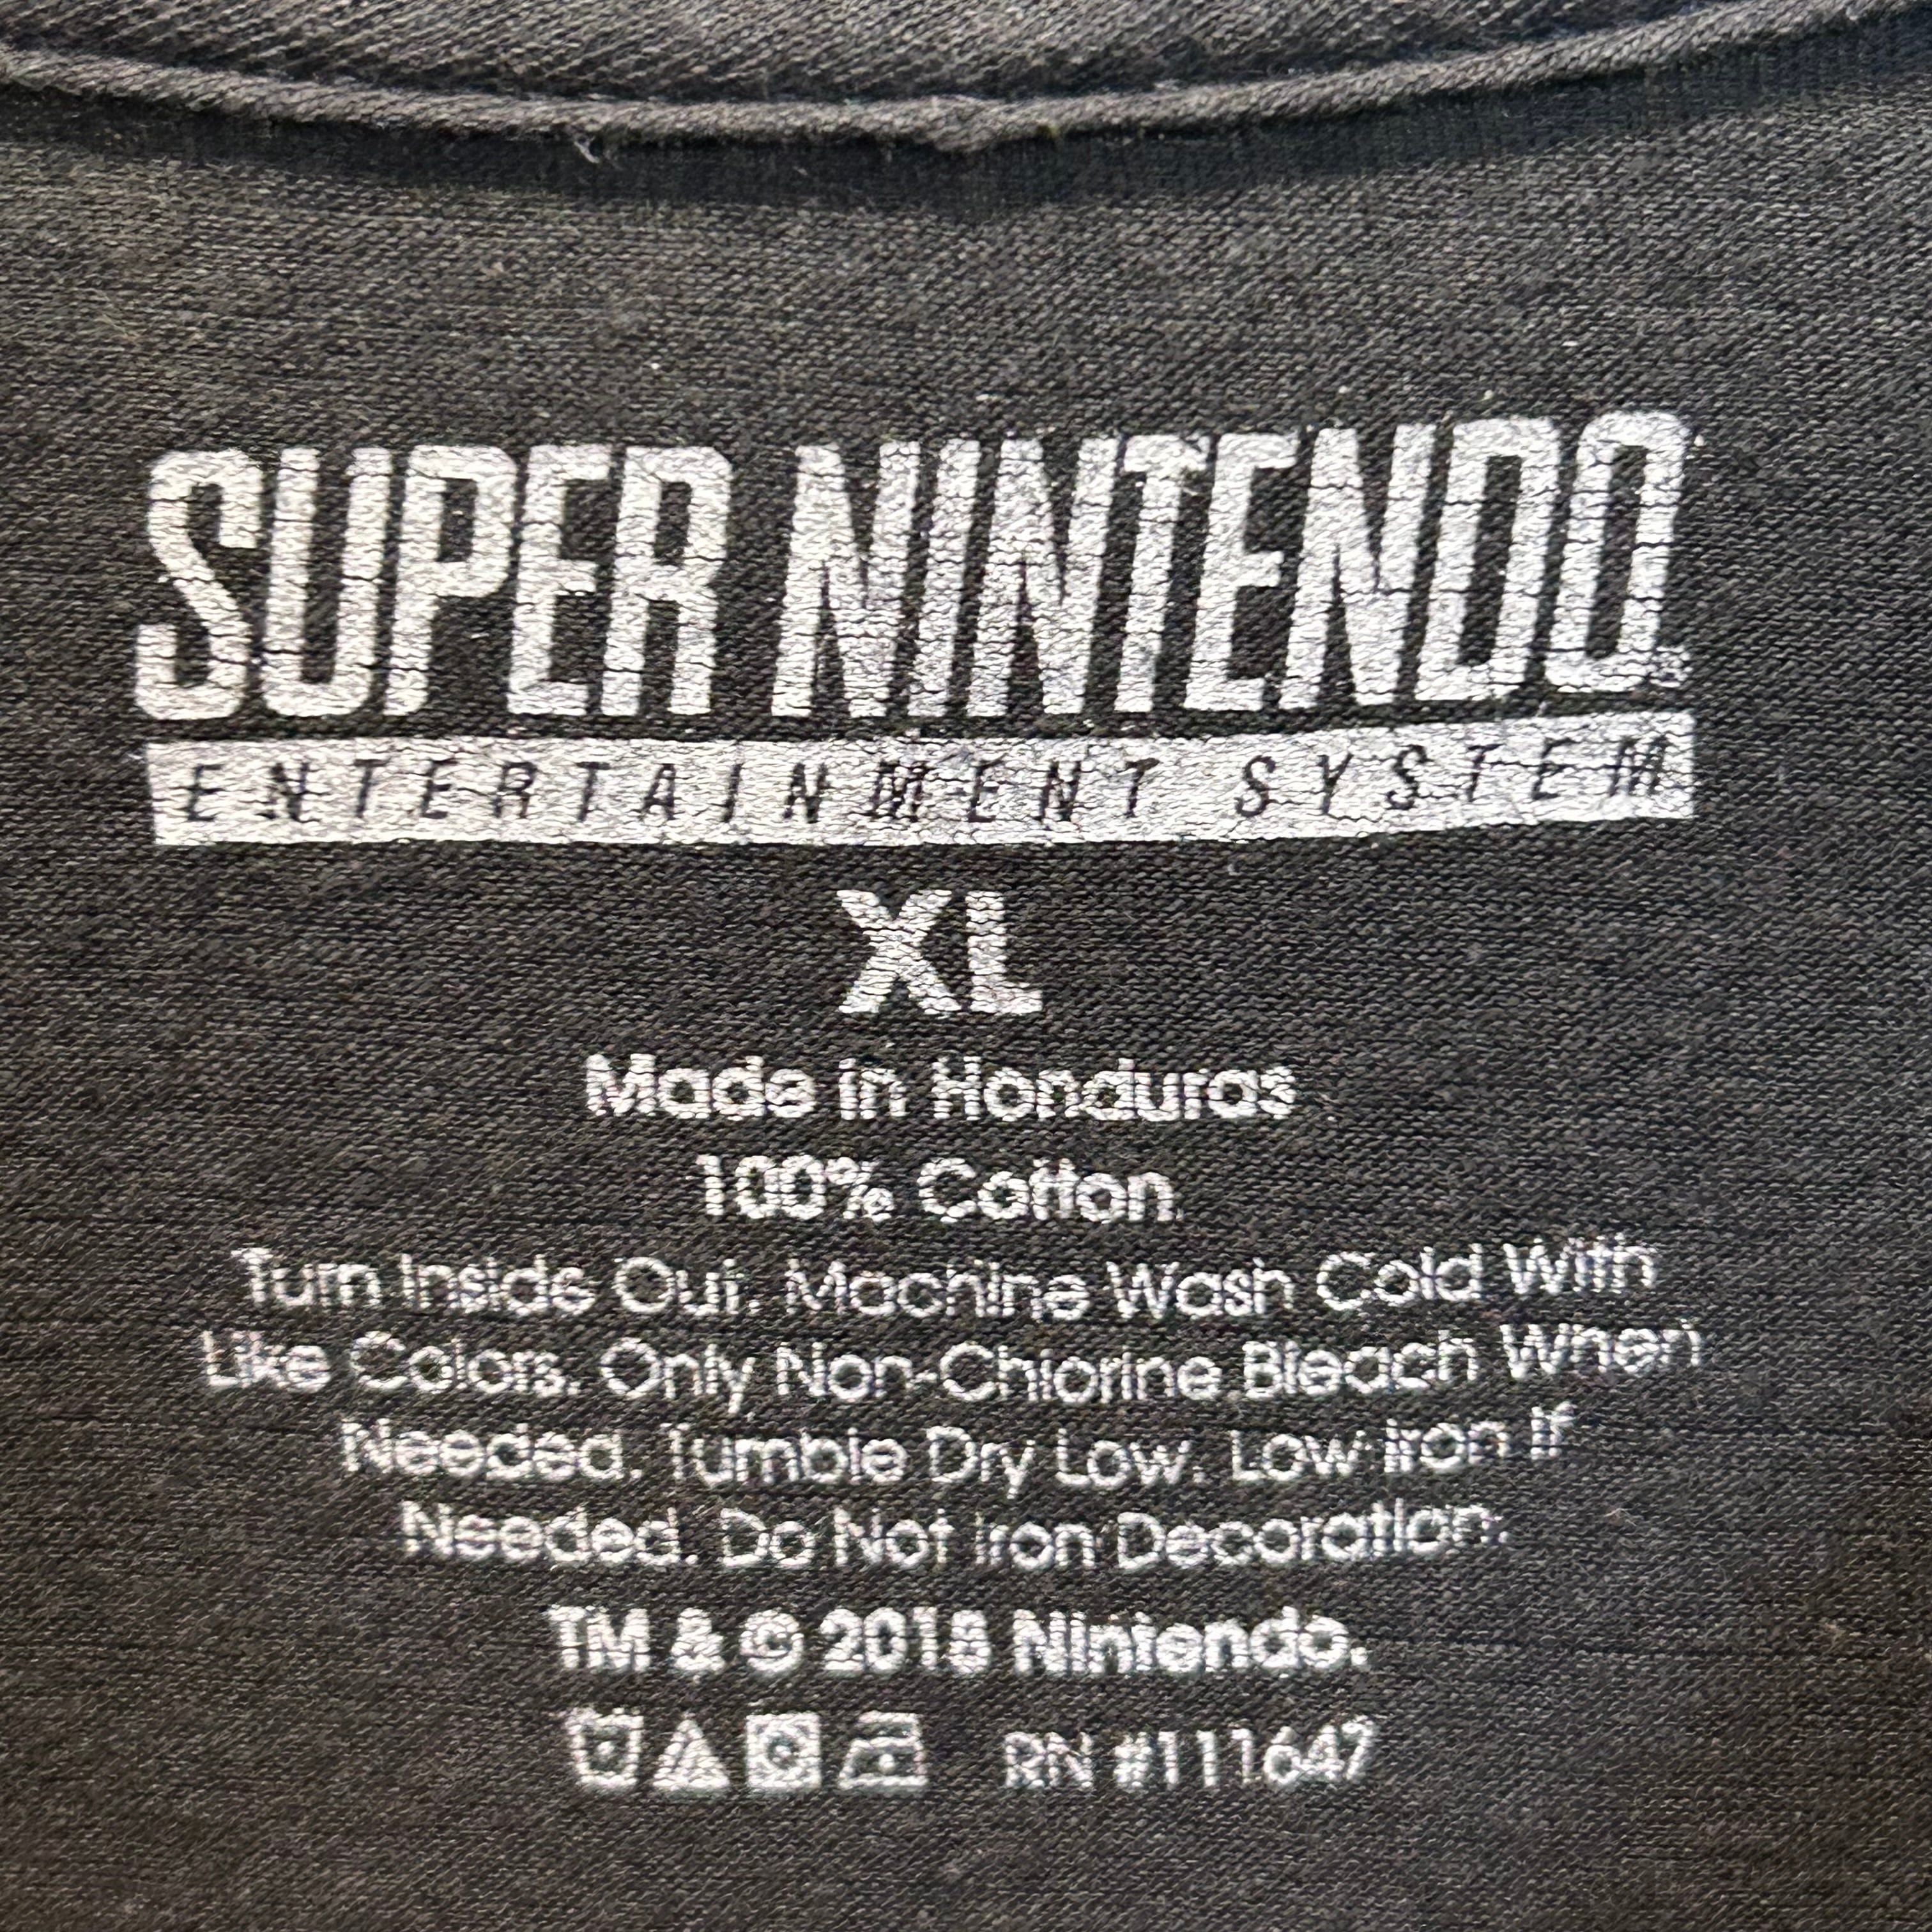 SUPER NINTENDO®
ENTERTAINMENT SYSTEM
XL
Made in Honduras
100% Cotton
Turn Inside Out. Machine Wash Cold With
Like Colors. Only Non-Chlorine Bleach When
Needed. Tumble Dry Low. Low Iron If
Needed. Do Not Iron Decoration.
TM & © 2018 Nintendo.
RN #111647